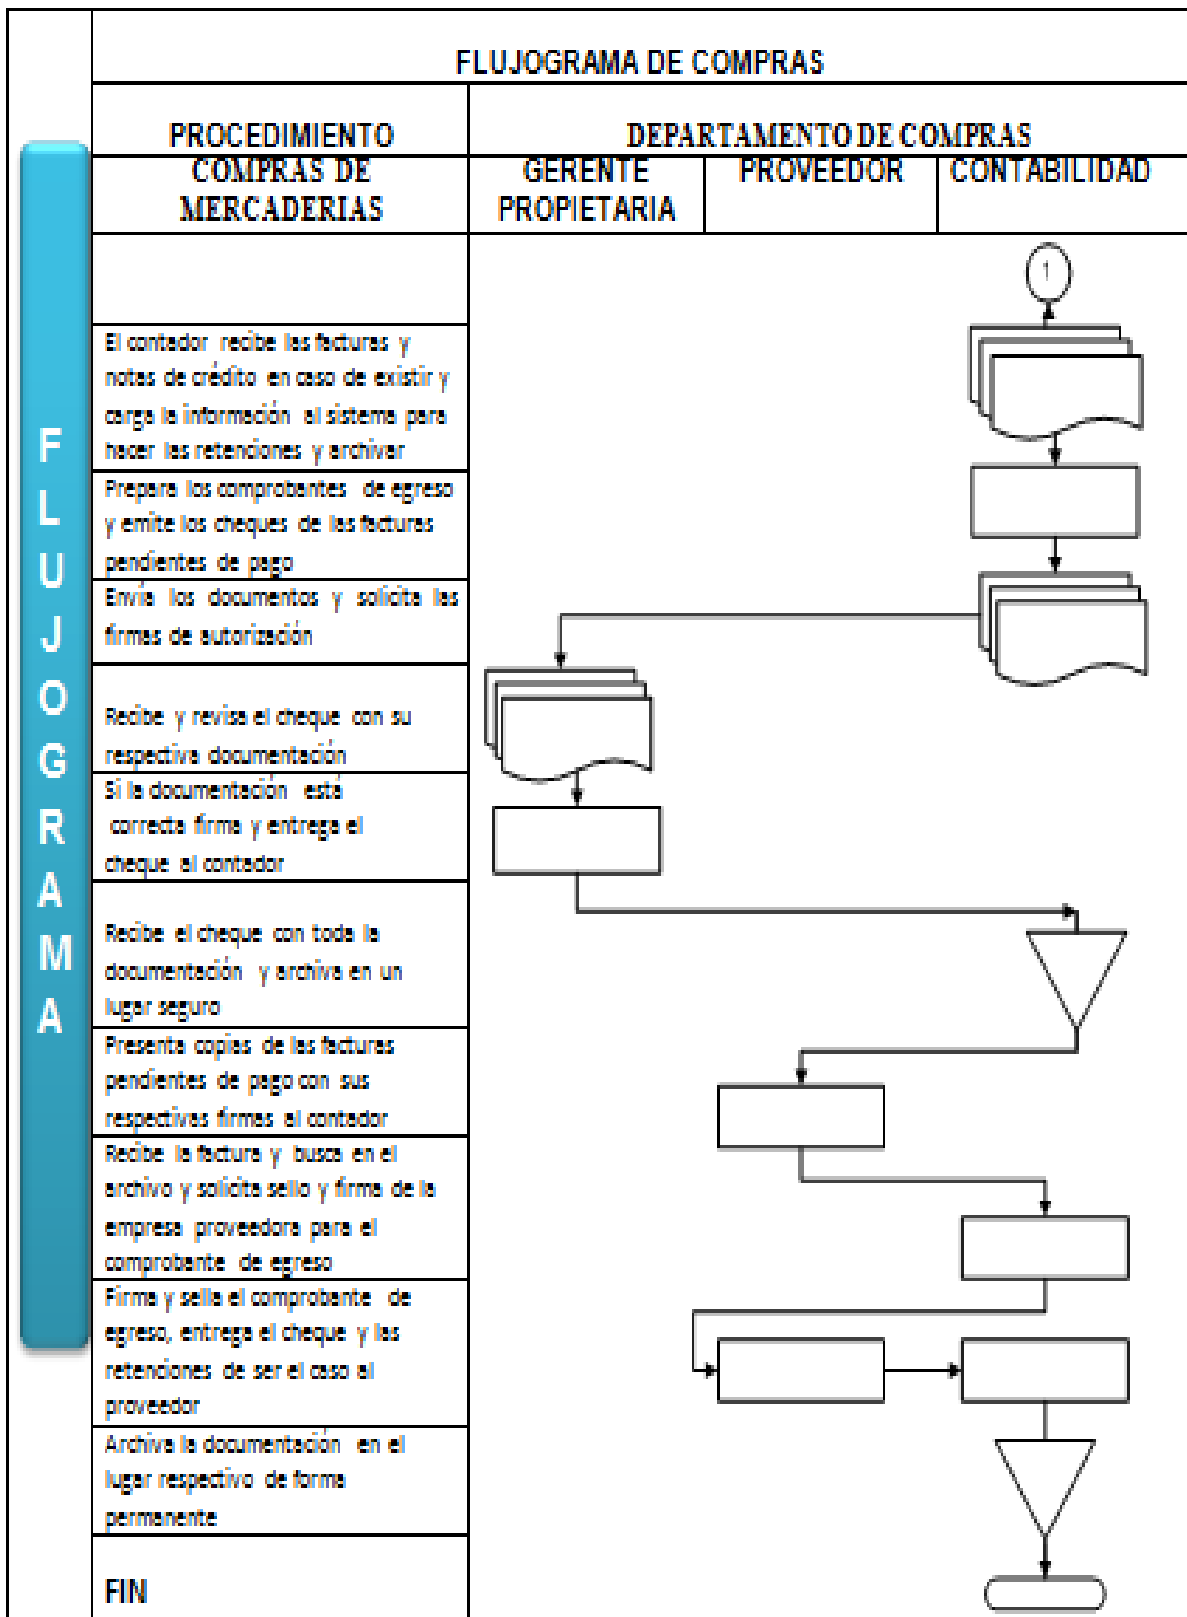 FLUJOGRAMA DE COMPRAS
PROCEDIMIENTO
DEPARTAMENTO DE COMPRAS
COMPRAS DE
MERCADERIAS
GERENTE
PROPIETARIA
PROVEEDOR
CONTABILIDAD
FLUJOGRAMA
1
El contador recibe las facturas y
notas de crédito en caso de existir y
carga la información al sistema para
hacer las retenciones y archivar
Prepara los comprobantes de egreso
y emite los cheques de las facturas
pendientes de pago
Envía los documentos y solicita las
firmas de autorización
Recibe y revisa el cheque con su
respectiva documentación
Si la documentación está
correcta firma y entrega el
cheque al contador
Recibe el cheque con toda la
documentación y archiva en un
lugar seguro
Presenta copias de las facturas
pendientes de pago con sus
respectivas firmas al contador
Recibe la factura y busca en el
archivo y solicita sello y firma de la
empresa proveedora para el
comprobante de egreso
Firma y sella el comprobante de
egreso, entrega el cheque y las
retenciones de ser el caso al
proveedor
Archiva la documentación en el
lugar respectivo de forma
permanente
FIN